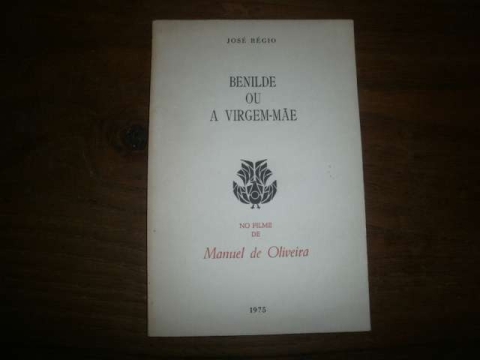 JOSÉ RÉGIO
BENILDE
OU
A VIRGEM-MÃE
NO FILME
DE
Manuel de Oliveira
1975